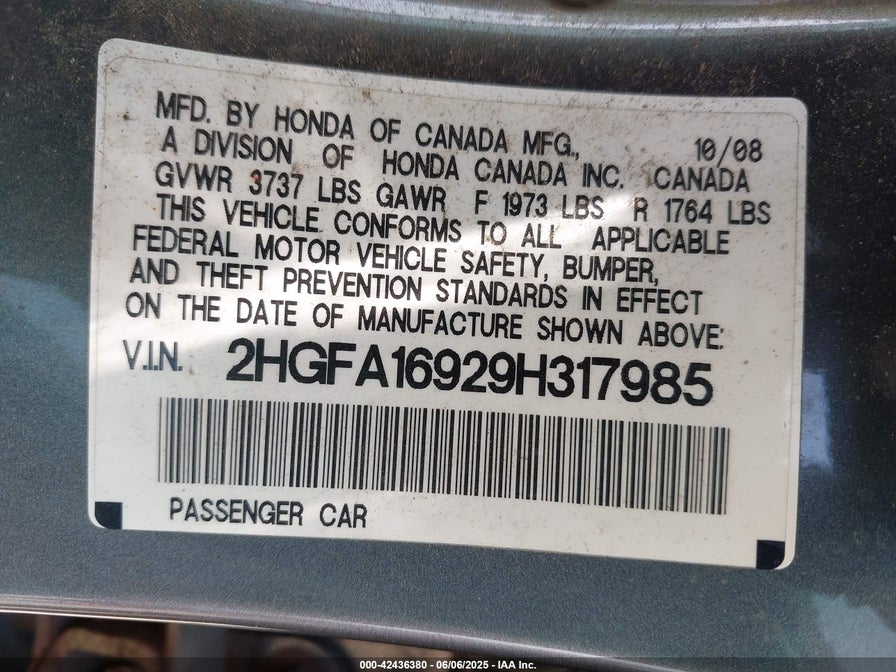 MFD. BY HONDA OF CANADA MFG., 10/08
A DIVISION OF HONDA CANADA INC. CANADA
GVWR 3737 LBS GAWR F 1973 LBS R 1764 LBS
THIS VEHICLE CONFORMS TO ALL APPLICABLE
FEDERAL MOTOR VEHICLE SAFETY, BUMPER,
AND THEFT PREVENTION STANDARDS IN EFFECT
ON THE DATE OF MANUFACTURE SHOWN ABOVE:
V.I.N. 2HGFA16929H317985
PASSENGER CAR
000-42436380 - 06/06/2025 - IAA Inc.